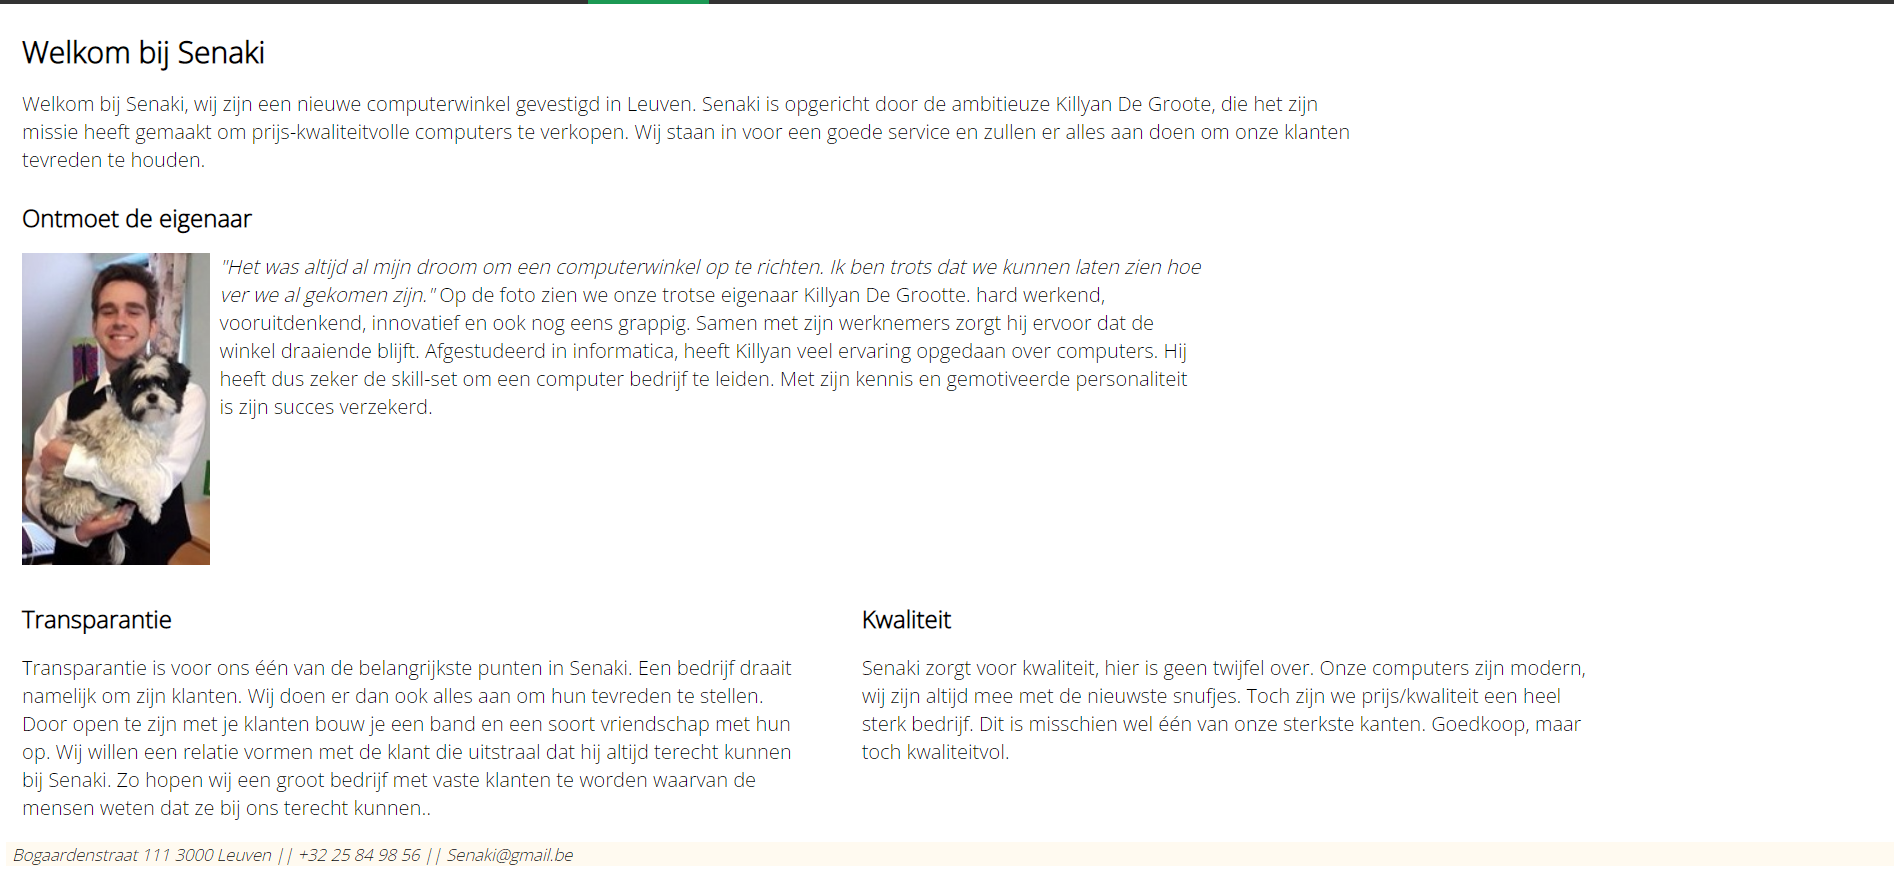 Welkom bij Senaki
Welkom bij Senaki, wij zijn een nieuwe computerwinkel gevestigd in Leuven. Senaki is opgericht door de ambitieuze Killyan De Groote, die het zijn
missie heeft gemaakt om prijs-kwaliteitvolle computers te verkopen. Wij staan in voor een goede service en zullen er alles aan doen om onze klanten
tevreden te houden.
Ontmoet de eigenaar
"Het was altijd al mijn droom om een computerwinkel op te richten. Ik ben trots dat we kunnen laten zien hoe
ver we al gekomen zijn." Op de foto zien we onze trotse eigenaar Killyan De Grootte. hard werkend,
vooruitdenkend, innovatief en ook nog eens grappig. Samen met zijn werknemers zorgt hij ervoor dat de
winkel draaiende blijft. Afgestudeerd in informatica, heeft Killyan veel ervaring opgedaan over computers. Hij
heeft dus zeker de skill-set om een computer bedrijf te leiden. Met zijn kennis en gemotiveerde personaliteit
is zijn succes verzekerd.
Transparantie
Transparantie is voor ons één van de belangrijkste punten in Senaki. Een bedrijf draait
namelijk om zijn klanten. Wij doen er dan ook alles aan om hun tevreden te stellen.
Door open te zijn met je klanten bouw je een band en een soort vriendschap met hun
op. Wij willen een relatie vormen met de klant die uitstraal dat hij altijd terecht kunnen
bij Senaki. Zo hopen wij een groot bedrijf met vaste klanten te worden waarvan de
mensen weten dat ze bij ons terecht kunnen..
Kwaliteit
Senaki zorgt voor kwaliteit, hier is geen twijfel over. Onze computers zijn modern,
wij zijn altijd mee met de nieuwste snufjes. Toch zijn we prijs/kwaliteit een heel
sterk bedrijf. Dit is misschien wel één van onze sterkste kanten. Goedkoop, maar
toch kwaliteitvol.
Bogaardenstraat 111 3000 Leuven || +32 25 84 98 56 || Senaki@gmail.be